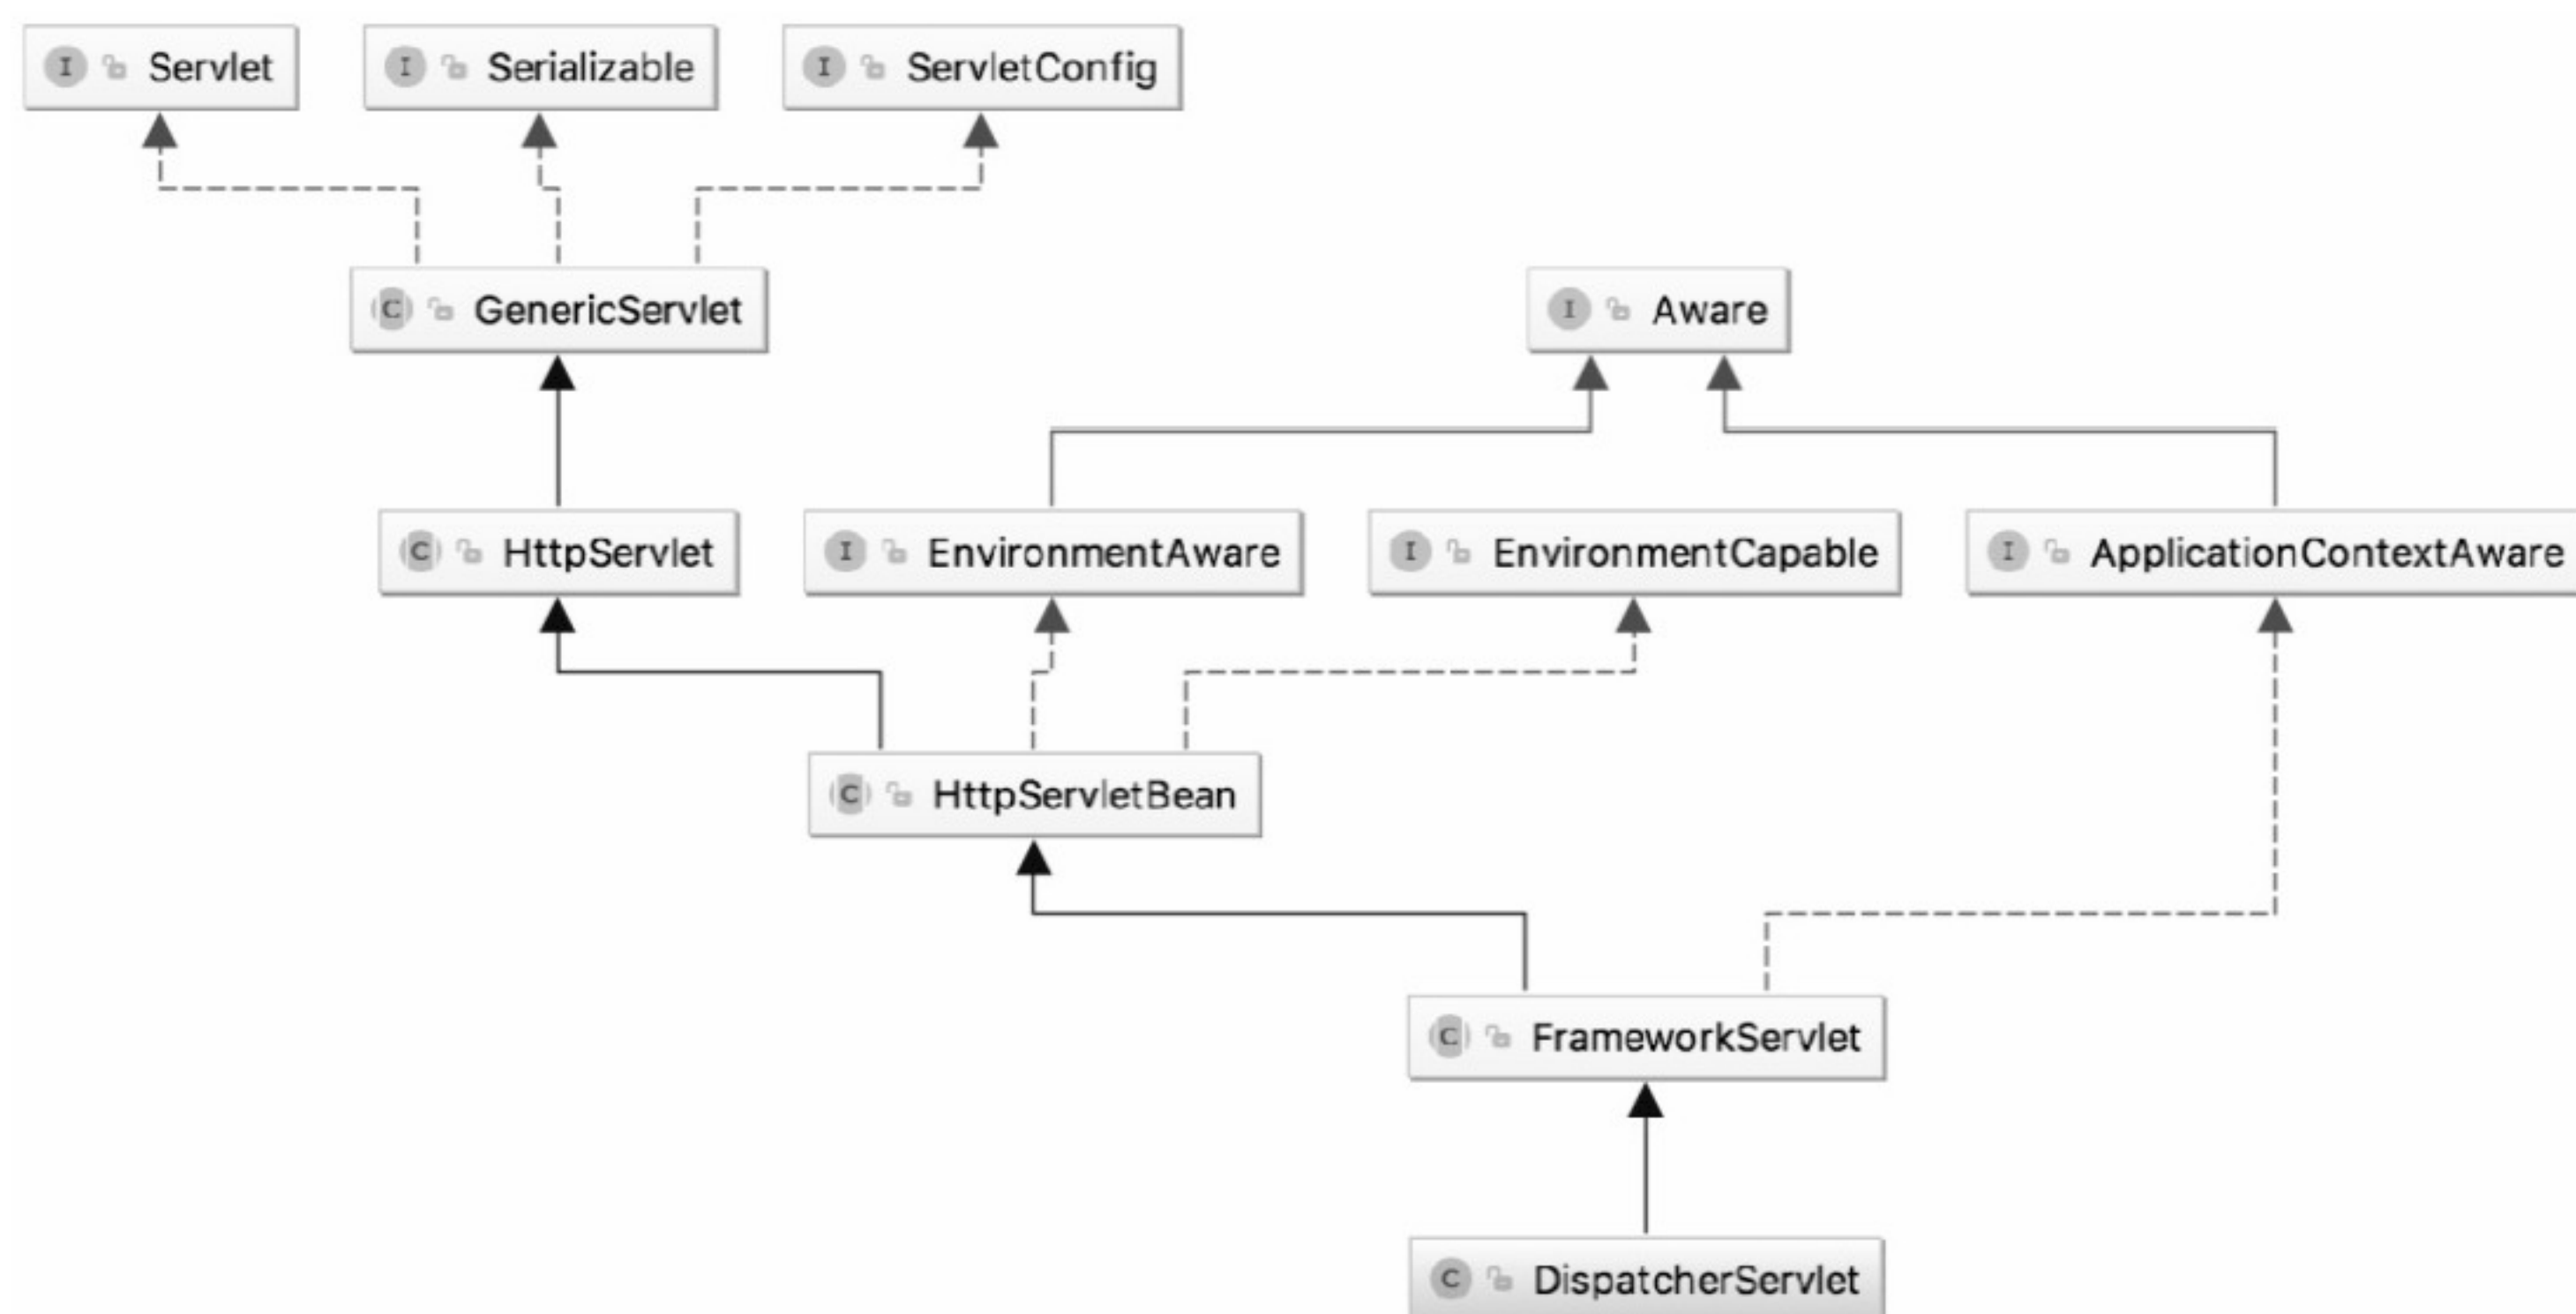 I Servlet
I Serializable
I ServletConfig
C GenericServlet
I Aware
C HttpServlet
I EnvironmentAware
I EnvironmentCapable
I ApplicationContextAware
C HttpServletBean
C FrameworkServlet
C DispatcherServlet